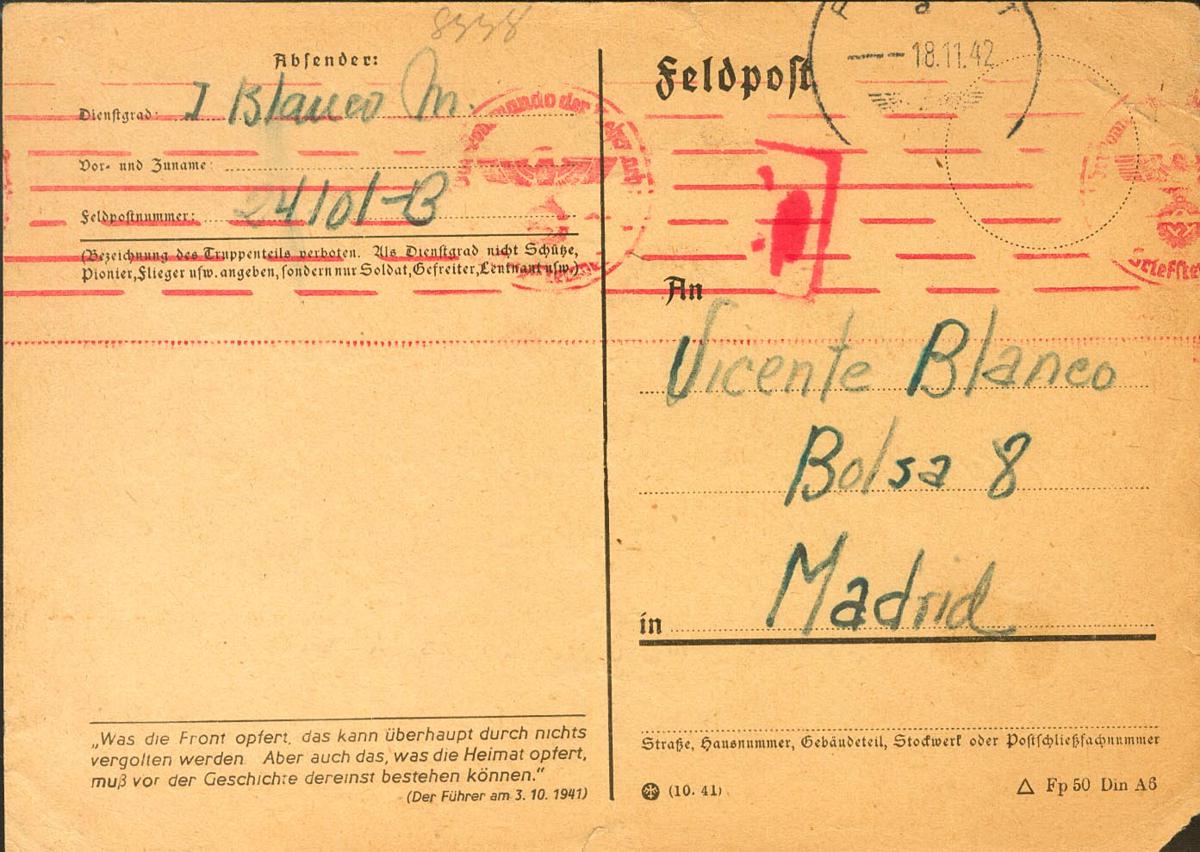 8338
Absender:
Dienstgrad: J Blanco M.
Vor- und Zuname:
Feldpostnummer: 24101-B
(Bezeichnung des Truppenteils verboten. Als Dienstgrad nicht Schütze,
Pionier, Flieger usw. angeben, sondern nur Soldat, Gefreiter, Leutnant usw.)
„Was die Front opfert, das kann überhaupt durch nichts
vergolten werden. Aber auch das, was die Heimat opfert,
muß vor der Geschichte dereinst bestehen können.“
(Der Führer am 3. 10. 1941)
Feldpost
18.11.42
An
Vicente Blanco
Bolsa 8
in Madrid
Straße, Hausnummer, Gebäudeteil, Stockwerk oder Postschließfachnummer
(10. 41)
Fp 50 Din A6
der